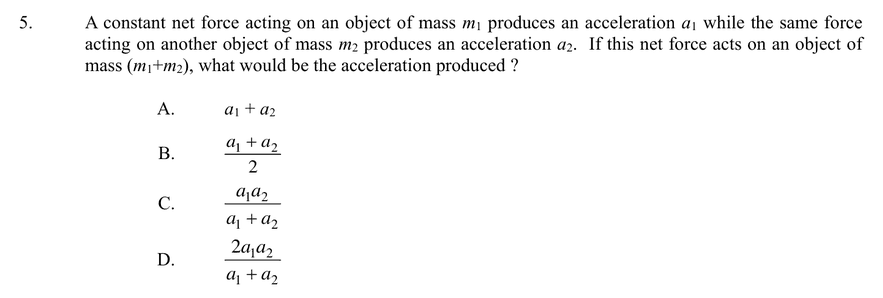 5. A constant net force acting on an object of mass m₁ produces an acceleration a₁ while the same force
acting on another object of mass m₂ produces an acceleration a₂. If this net force acts on an object of
mass (m₁+m₂), what would be the acceleration produced ?
A. a₁ + a₂
B. \frac{a₁ + a₂}{2}
C. \frac{a₁a₂}{a₁ + a₂}
D. \frac{2a₁a₂}{a₁ + a₂}